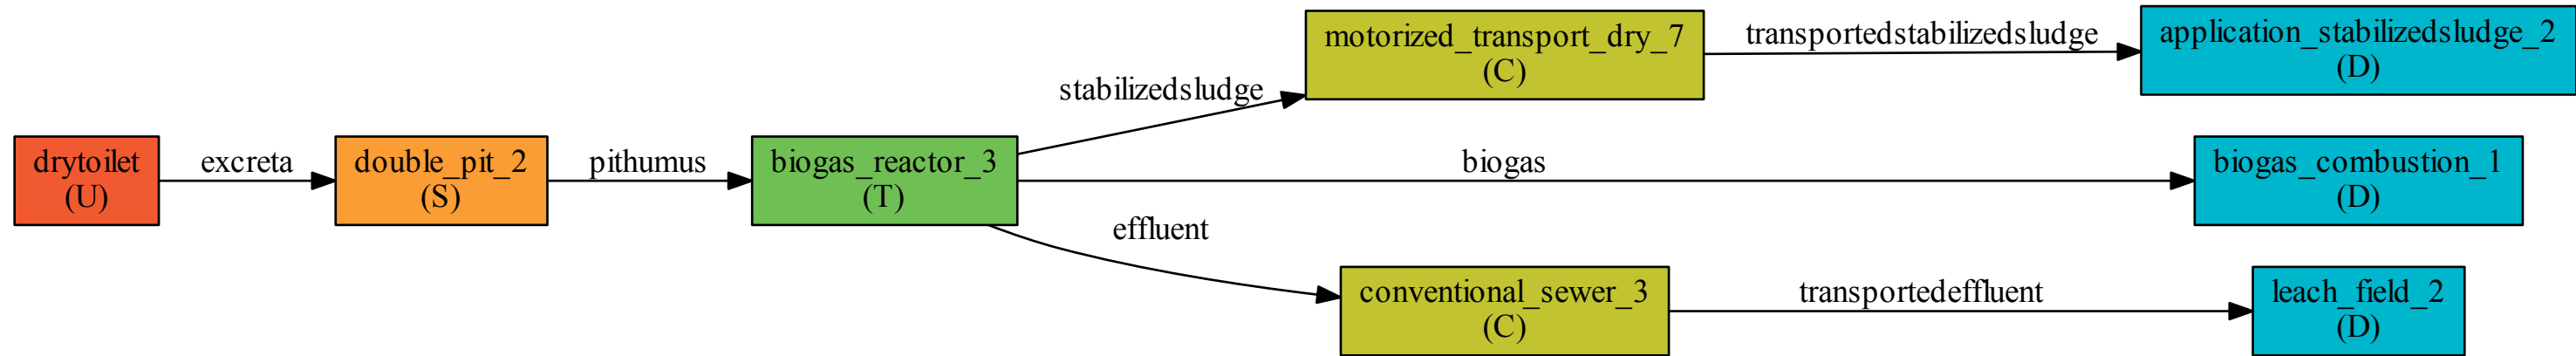 drytoilet
(U)
excreta
double_pit_2
(S)
pithumus
biogas_reactor_3
(T)
stabilizedsludge
motorized_transport_dry_7
(C)
transportedstabilizedsludge
application_stabilizedsludge_2
(D)
biogas
biogas_combustion_1
(D)
effluent
conventional_sewer_3
(C)
transportedeffluent
leach_field_2
(D)